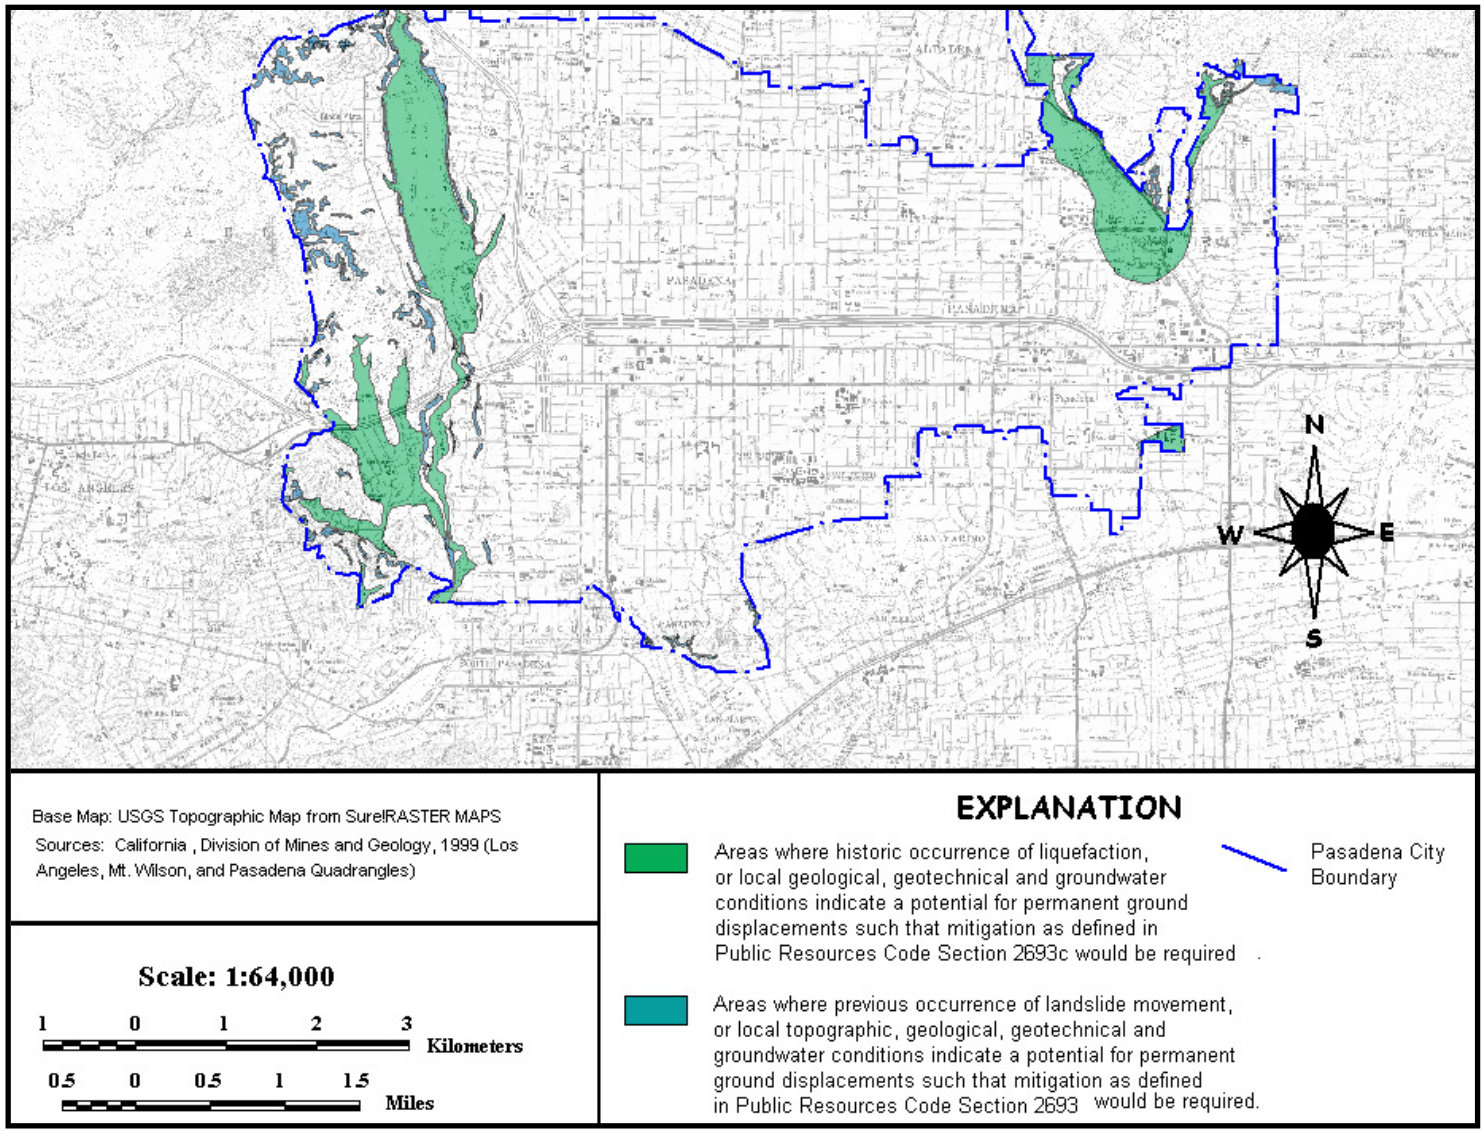 ALTADENA
PASADENA
PASADENA
LOS ANGELES
SAN MARINO
PASADENA
SOUTH PASADENA
N
W
E
S
Base Map: USGS Topographic Map from Sure!RASTER MAPS
Sources: California , Division of Mines and Geology, 1999 (Los
Angeles, Mt. Wilson, and Pasadena Quadrangles)
Scale: 1:64,000
1 0 1 2 3
Kilometers
0.5 0 0.5 1 1.5
Miles
EXPLANATION
Areas where historic occurrence of liquefaction,
or local geological, geotechnical and groundwater
conditions indicate a potential for permanent ground
displacements such that mitigation as defined in
Public Resources Code Section 2693c would be required .
Pasadena City
Boundary
Areas where previous occurrence of landslide movement,
or local topographic, geological, geotechnical and
groundwater conditions indicate a potential for permanent
ground displacements such that mitigation as defined
in Public Resources Code Section 2693 would be required.